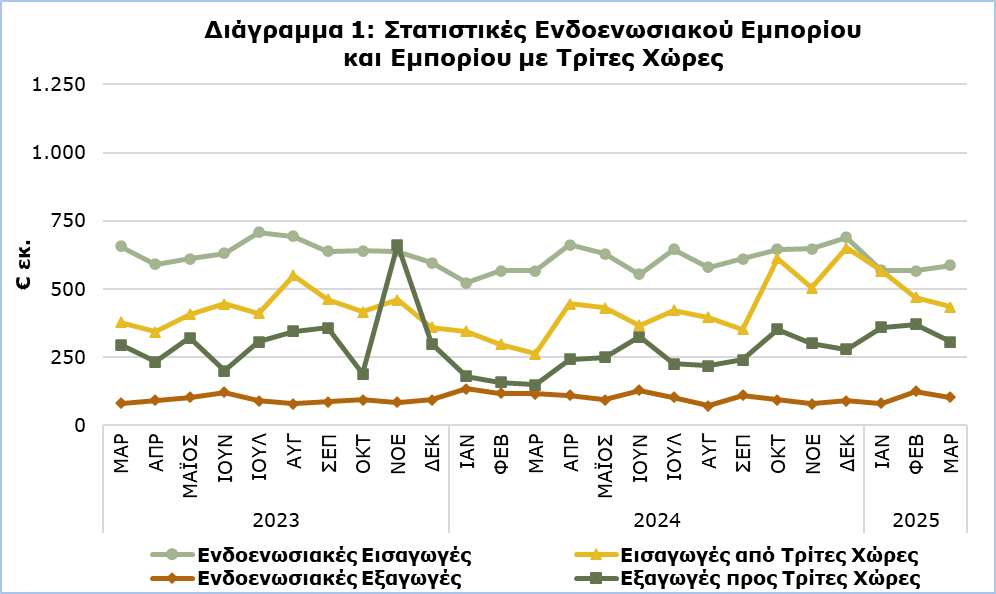 Διάγραμμα 1: Στατιστικές Ενδοενωσιακού Εμπορίου
και Εμπορίου με Τρίτες Χώρες
1.250
1.000
750
500
250
0
€ εκ.
ΜΑΡ ΑΠΡ ΜΑΪΟΣ ΙΟΥΝ ΙΟΥΛ ΑΥΓ ΣΕΠ ΟΚΤ ΝΟΕ ΔΕΚ ΙΑΝ ΦΕΒ ΜΑΡ ΑΠΡ ΜΑΪΟΣ ΙΟΥΝ ΙΟΥΛ ΑΥΓ ΣΕΠ ΟΚΤ ΝΟΕ ΔΕΚ ΙΑΝ ΦΕΒ ΜΑΡ
2023 2024 2025
Ενδοενωσιακές Εισαγωγές Εισαγωγές από Τρίτες Χώρες
Ενδοενωσιακές Εξαγωγές Εξαγωγές προς Τρίτες Χώρες